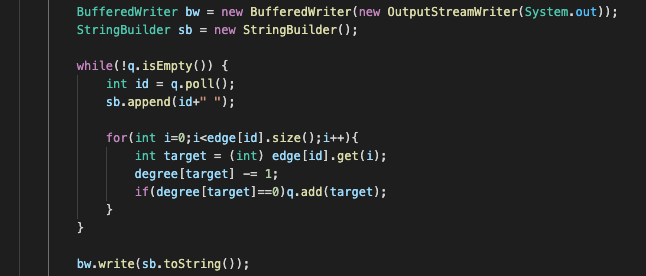 BufferedWriter bw = new BufferedWriter(new OutputStreamWriter(System.out));
StringBuilder sb = new StringBuilder();
while(!q.isEmpty()) {
int id = q.poll();
sb.append(id+" ");
for(int i=0;i<edge[id].size();i++){
int target = (int) edge[id].get(i);
degree[target] -= 1;
if(degree[target]==0)q.add(target);
}
}
bw.write(sb.toString());